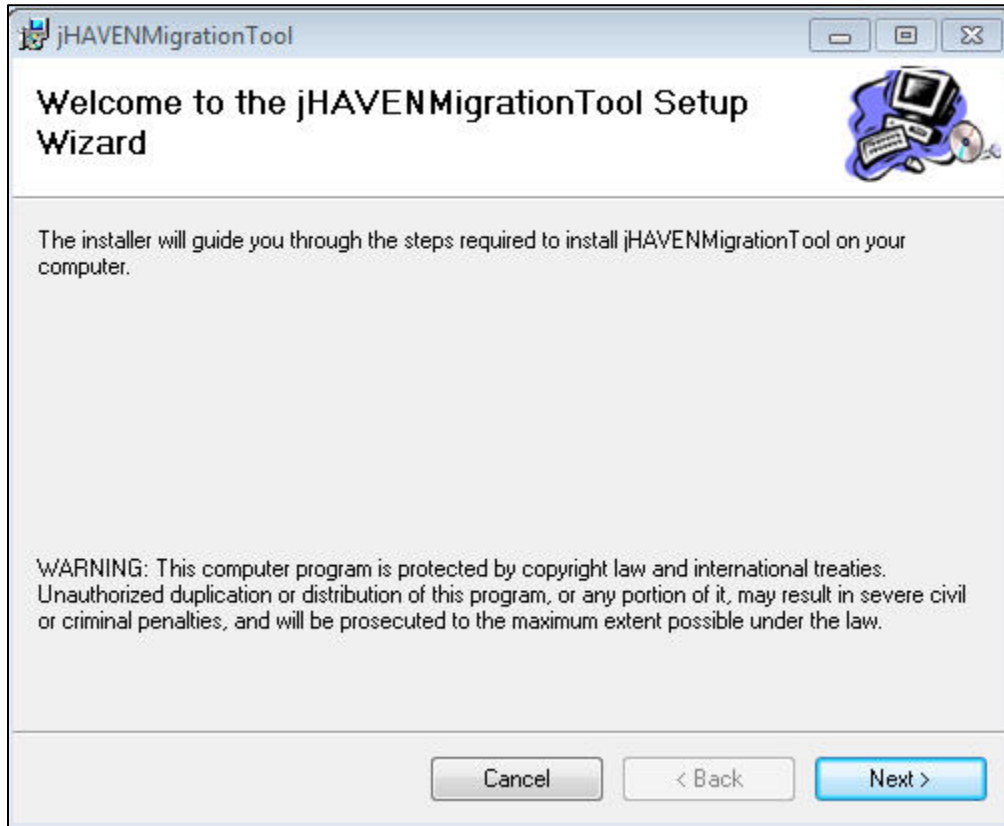 jHAVENMigrationTool
Welcome to the jHAVENMigrationTool Setup
Wizard
The installer will guide you through the steps required to install jHAVENMigrationTool on your
computer.
WARNING: This computer program is protected by copyright law and international treaties.
Unauthorized duplication or distribution of this program, or any portion of it, may result in severe civil
or criminal penalties, and will be prosecuted to the maximum extent possible under the law.
Cancel < Back Next >